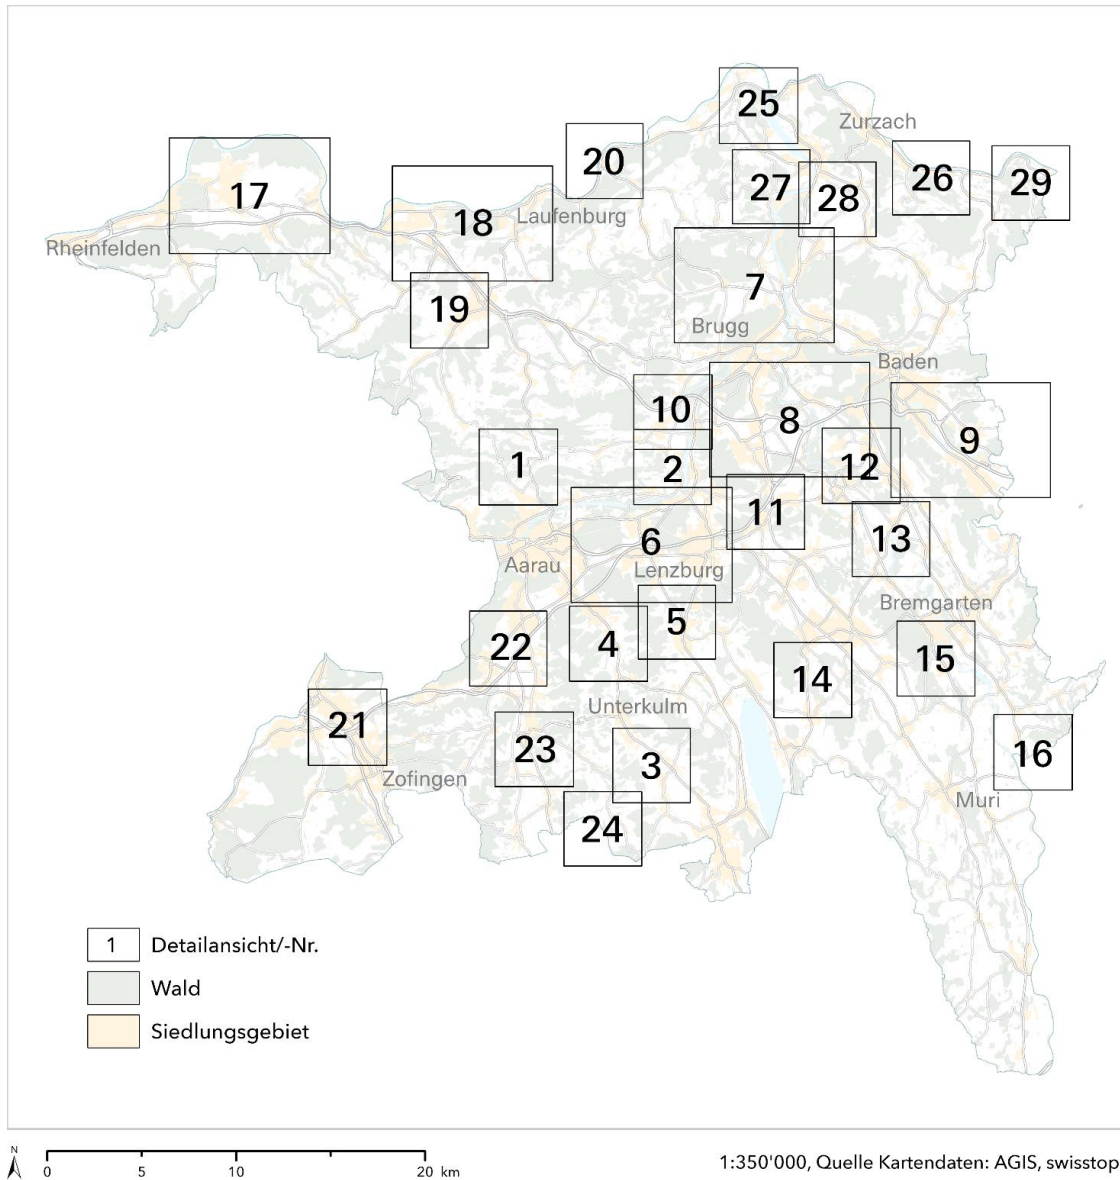 25
Zurzach
20
26
29
17
27
28
18
Laufenburg
Rheinfelden
7
19
Brugg
Baden
10
8
9
1
2
12
11
6
13
Aarau
Lenzburg
Bremgarten
5
22
4
15
14
Unterkulm
21
23
3
16
Zofingen
Muri
24
1 Detailansicht/-Nr.
Wald
Siedlungsgebiet
N
0 5 10 20 km
1:350'000, Quelle Kartendaten: AGIS, swisstop